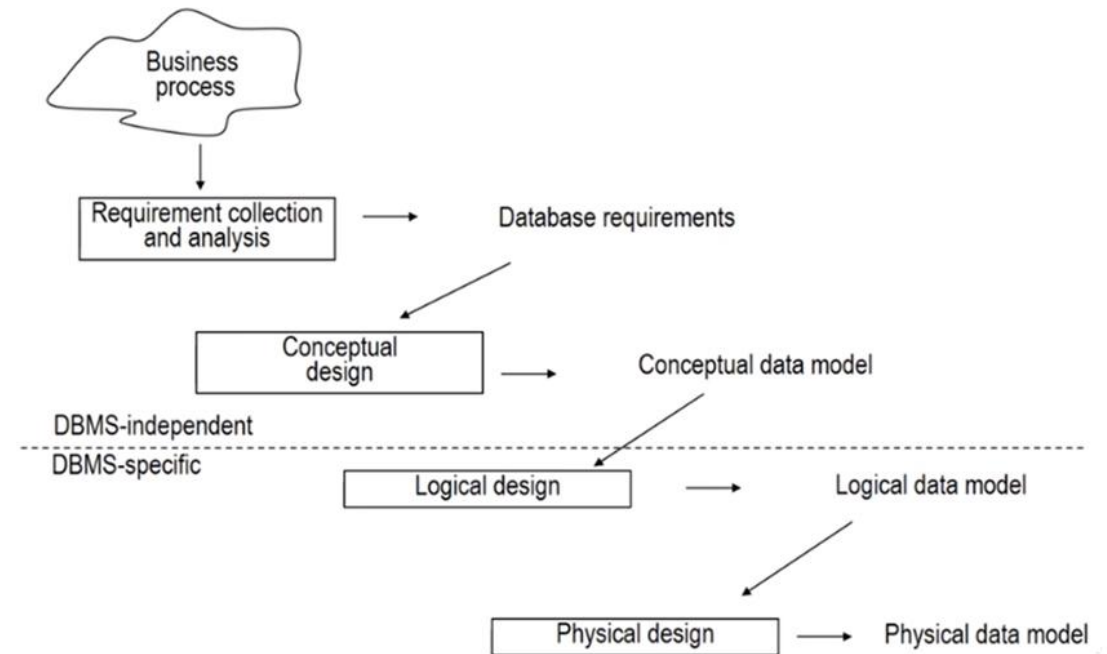 Business
process
Requirement collection
and analysis
Database requirements
Conceptual
design
Conceptual data model
DBMS-independent
DBMS-specific
Logical design
Logical data model
Physical design
Physical data model